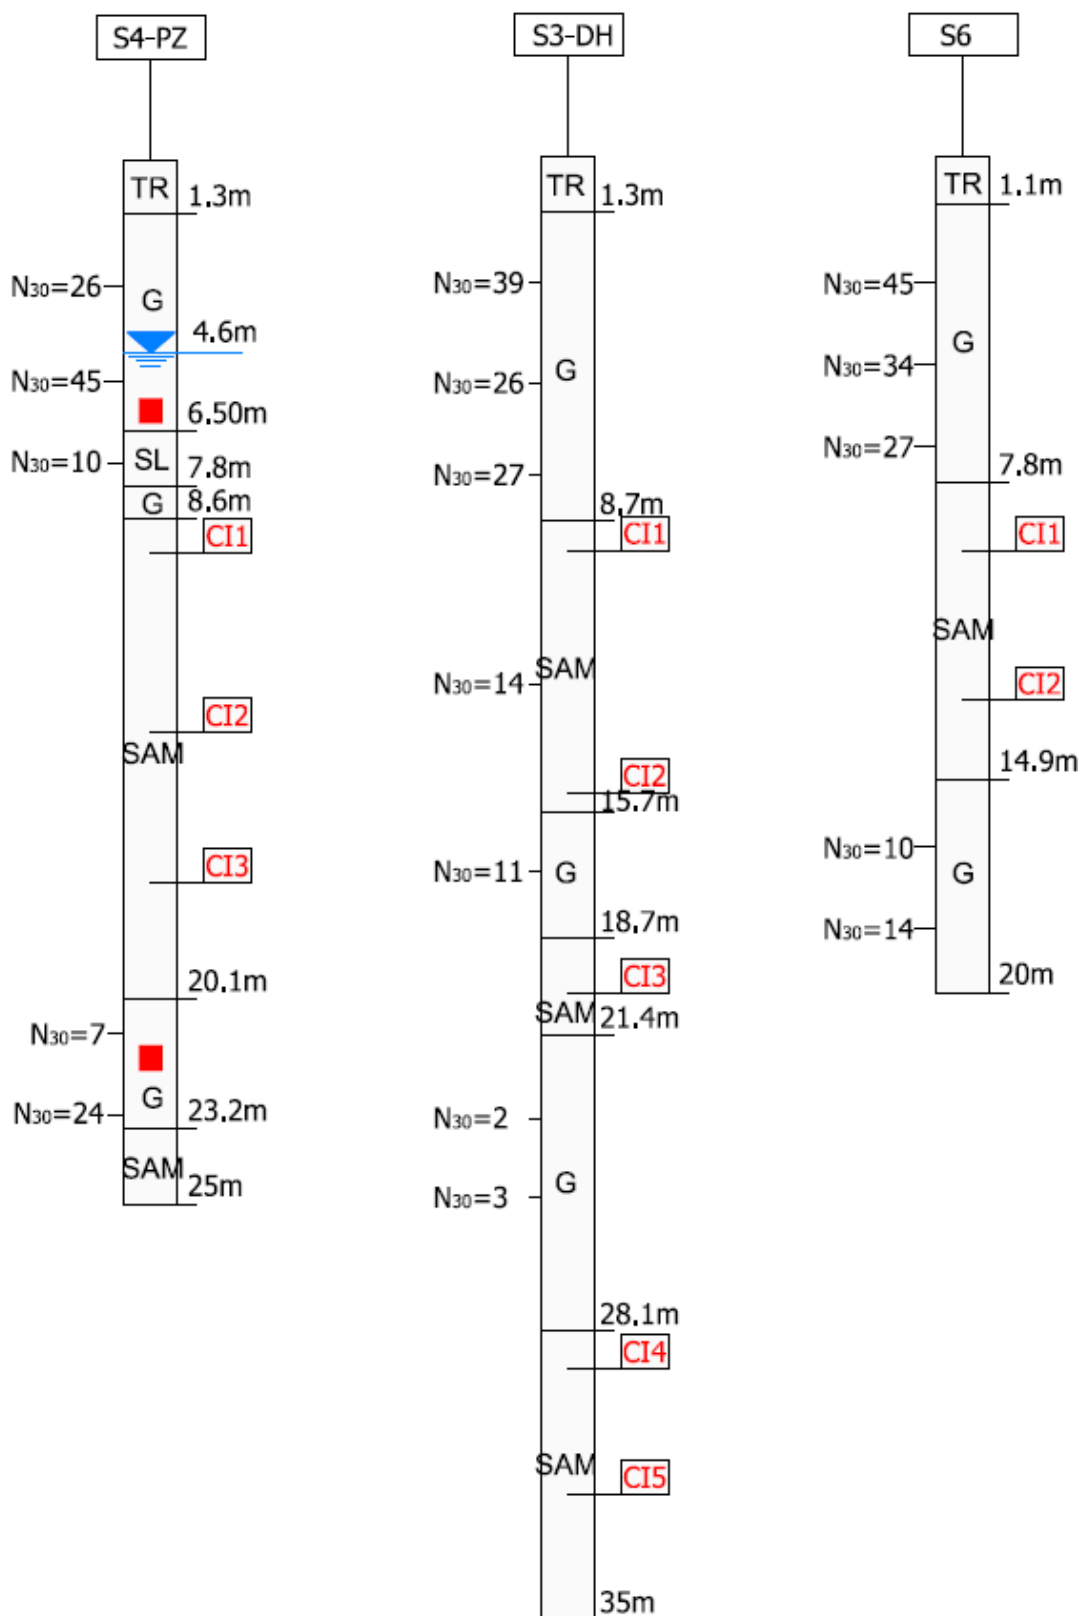 S4-PZ
TR
1.3m
N30=26
G
4.6m
N30=45
6.50m
N30=10
SL
7.8m
G
8.6m
CI1
CI2
SAM
CI3
20.1m
N30=7
G
N30=24
23.2m
SAM
25m
S3-DH
TR
1.3m
N30=39
G
N30=26
N30=27
8.7m
CI1
SAM
N30=14
CI2
15.7m
N30=11
G
18.7m
CI3
SAM
21.4m
N30=2
G
N30=3
28.1m
CI4
SAM
CI5
35m
S6
TR
1.1m
N30=45
G
N30=34
N30=27
7.8m
CI1
SAM
CI2
14.9m
N30=10
G
N30=14
20m